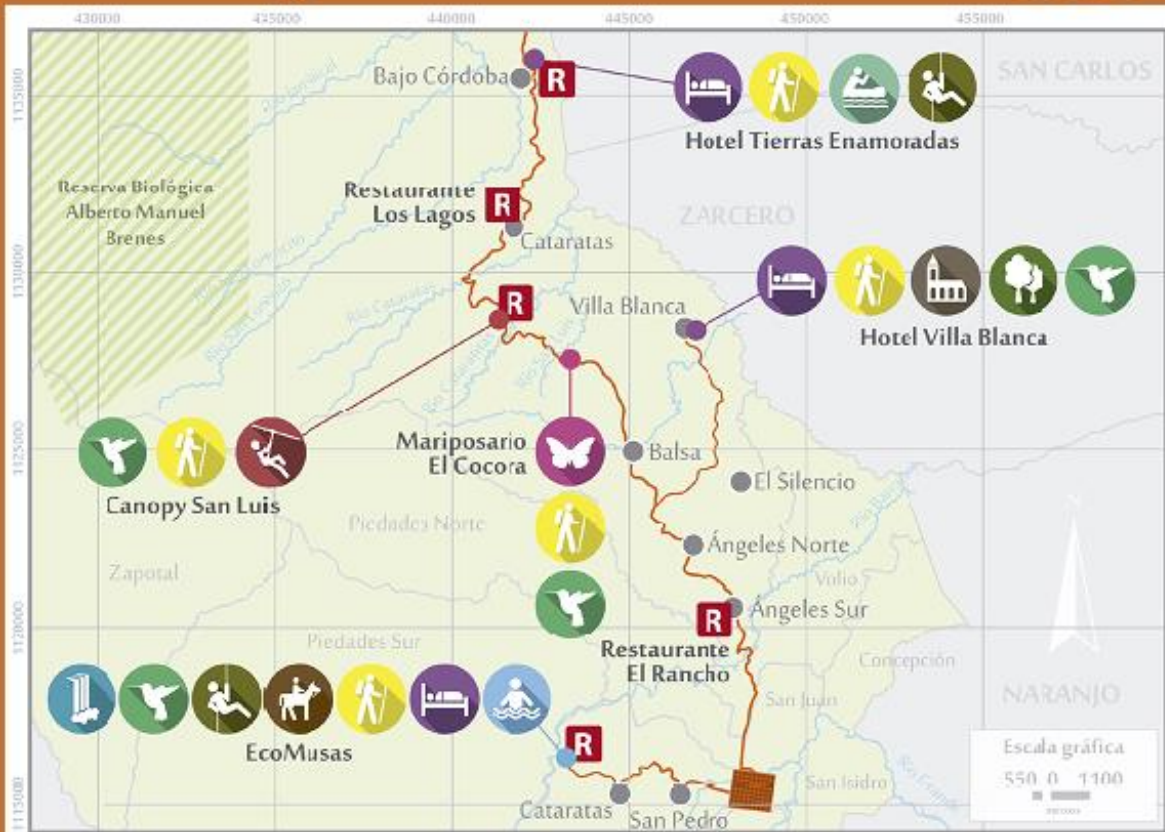 430000
435000
440000
445000
450000
455000
1135000
1130000
1125000
1120000
1115000
SAN CARLOS
Bajo Córdoba
R
Hotel Tierras Enamoradas
Reserva Biológica
Alberto Manuel
Brenes
Restaurante
Los Lagos
R
ZARCERO
Cataratas
Villa Blanca
R
Hotel Villa Blanca
Mariposario
El Cocora
Balsa
El Silencio
Canopy San Luis
Piedades Norte
Ángeles Norte
Zapotal
Volio
Ángeles Sur
R
Restaurante
El Rancho
Piedades Sur
Concepción
San Juan
NARANJO
EcoMusas
R
Escala gráfica
550 0 1100
San Isidro
Cataratas
San Pedro